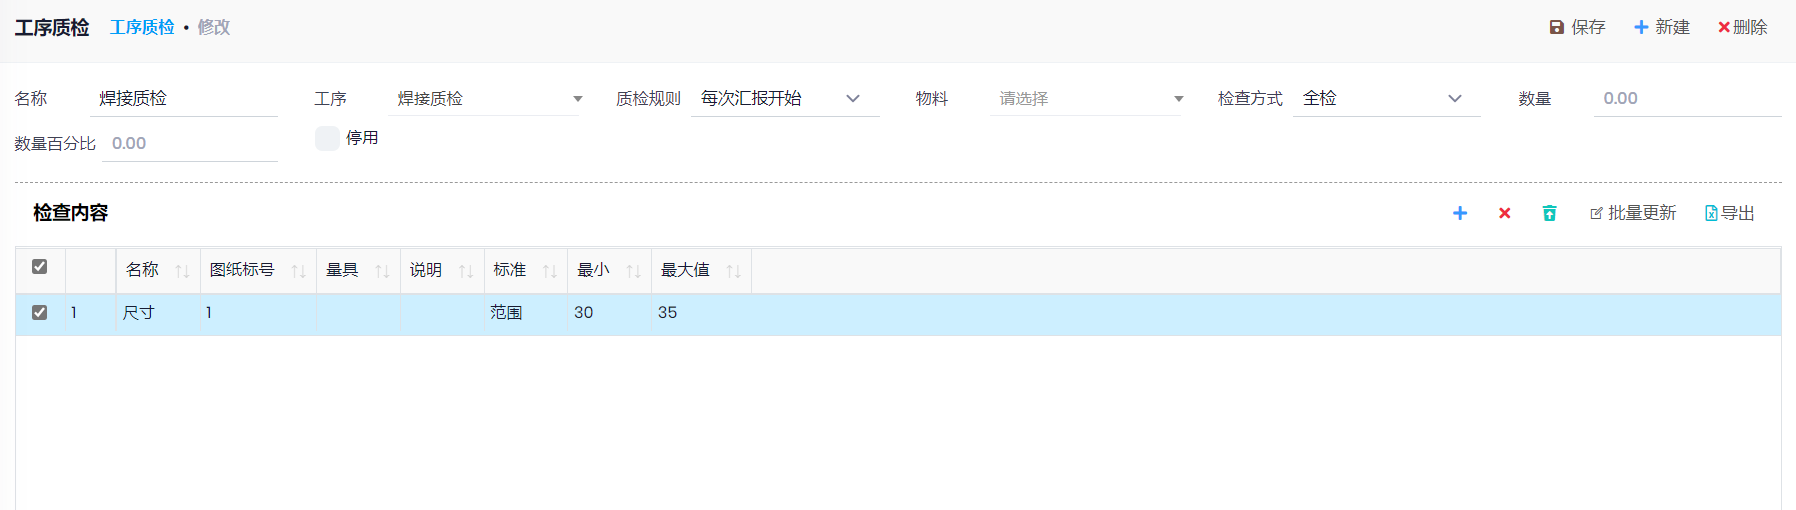 工序质检 工序质检 • 修改 保存 新建 删除
名称 焊接质检 工序 焊接质检 质检规则 每次汇报开始 物料 请选择 检查方式 全检 数量 0.00
数量百分比 0.00 停用
检查内容 批量更新 导出
名称 图纸标号 量具 说明 标准 最小 最大值
1 尺寸 1 范围 30 35